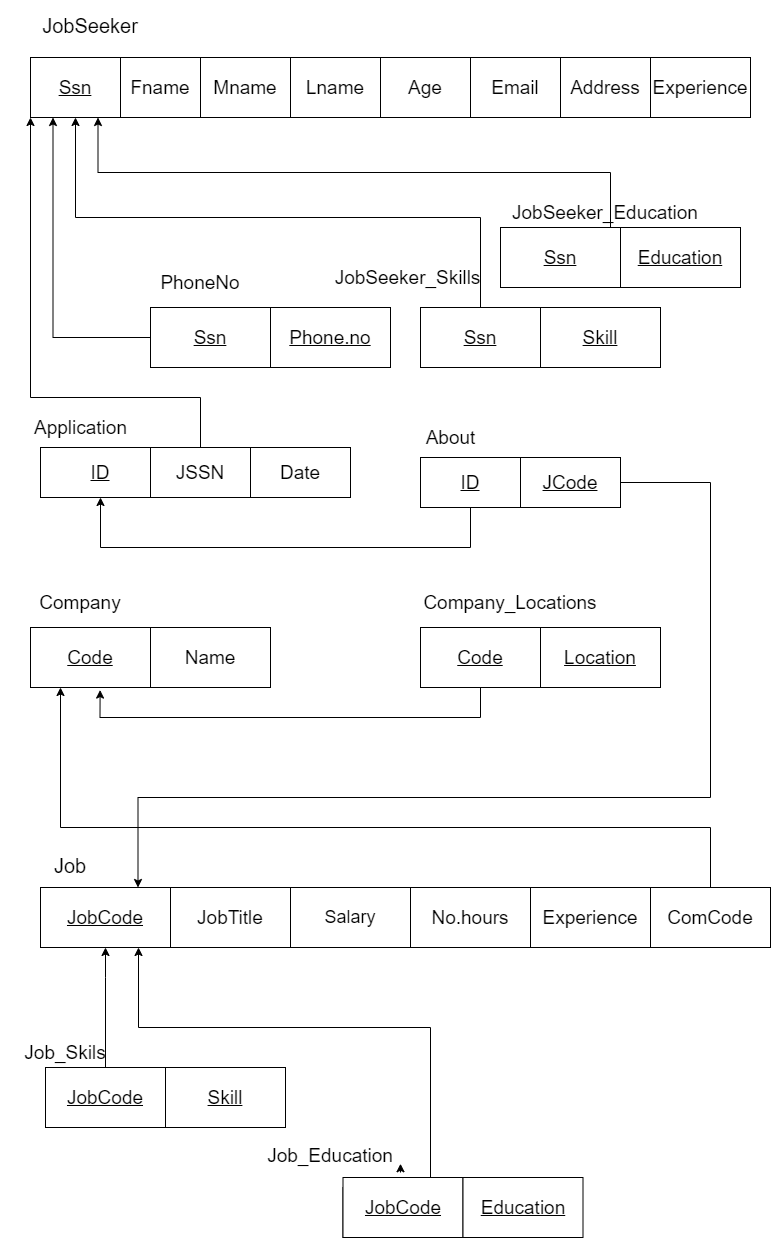 JobSeeker
Ssn Fname Mname Lname Age Email Address Experience
JobSeeker_Education
Ssn Education
PhoneNo
Ssn Phone.no
JobSeeker_Skills
Ssn Skill
Application
ID JSSN Date
About
ID JCode
Company
Code Name
Company_Locations
Code Location
Job
JobCode JobTitle Salary No.hours Experience ComCode
Job_Skils
JobCode Skill
Job_Education
JobCode Education